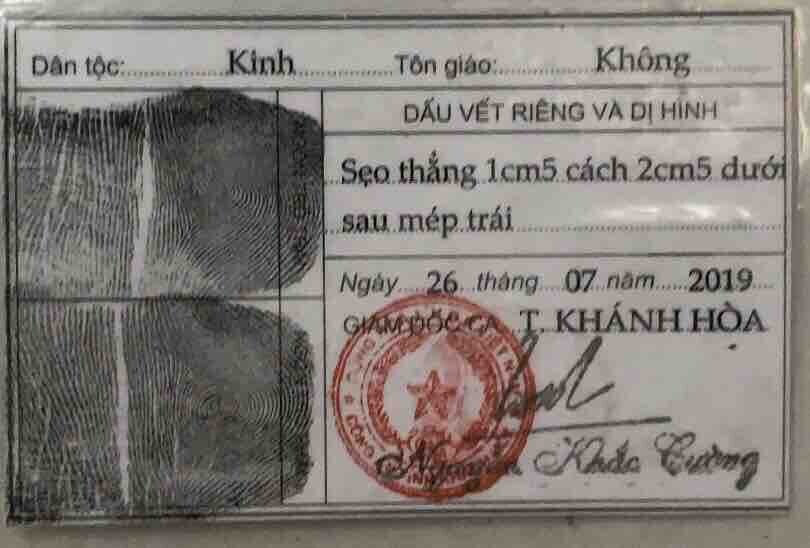 Dân tộc: Kinh Tôn giáo: Không
DẤU VẾT RIÊNG VÀ DỊ HÌNH
Sẹo thẳng 1cm5 cách 2cm5 dưới
sau mép trái
Ngày 26 tháng 07 năm 2019
GIÁM ĐỐC CA T. KHÁNH HÒA
Nguyễn Khắc Cường